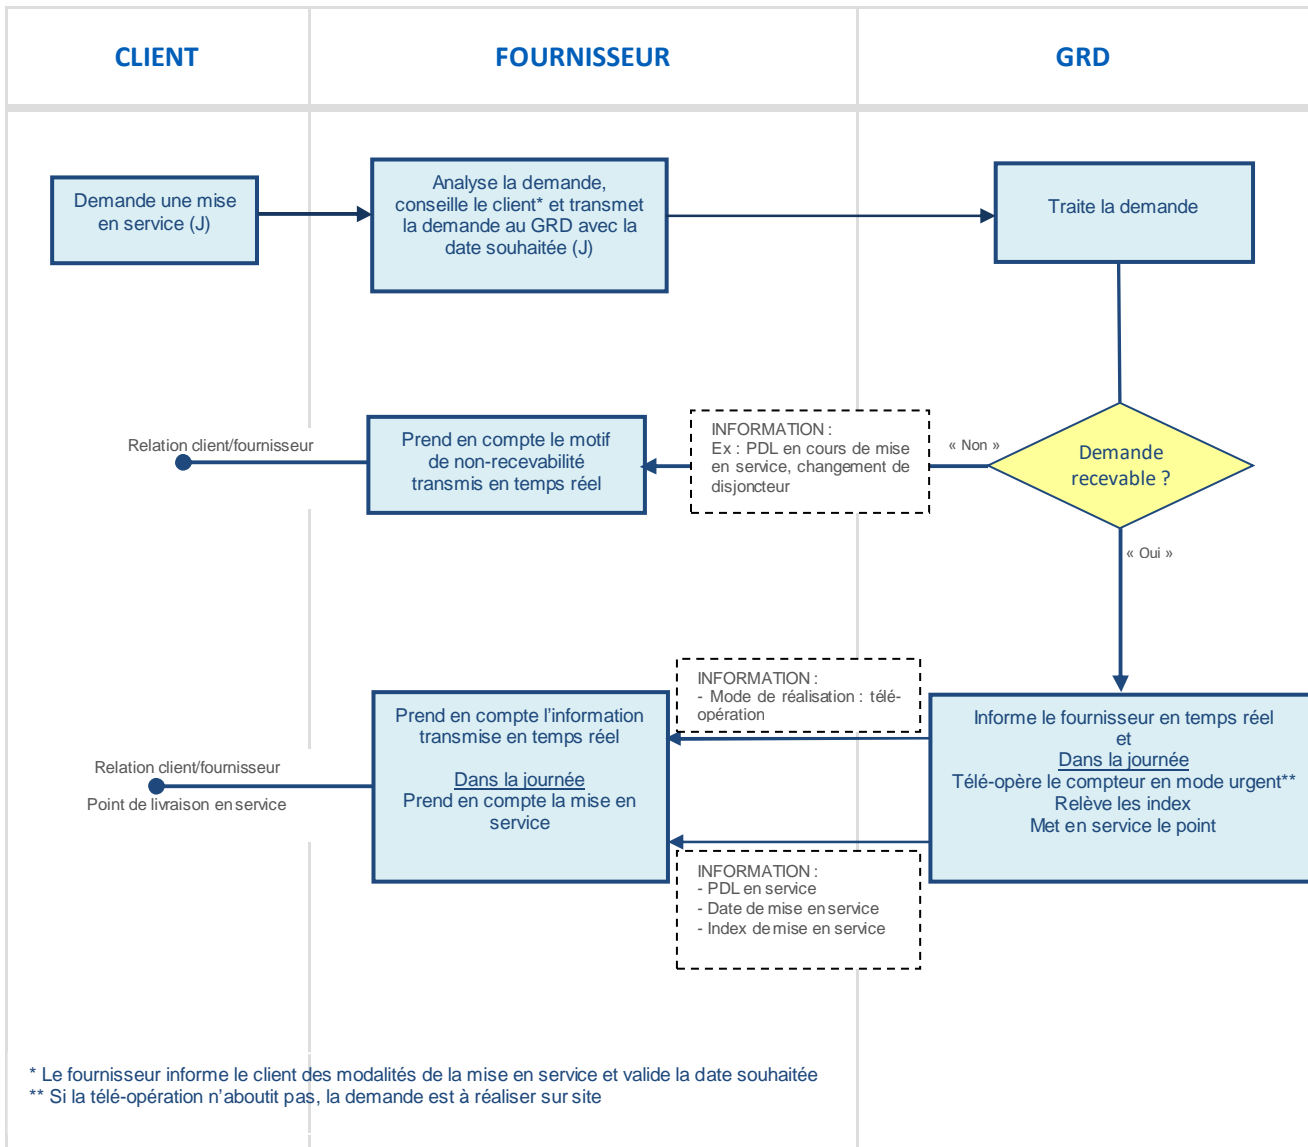 CLIENT
FOURNISSEUR
GRD
Demande une mise
en service (J)
Analyse la demande,
conseille le client* et transmet
la demande au GRD avec la
date souhaitée (J)
Traite la demande
Relation client/fournisseur
Prend en compte le motif
de non-recevabilité
transmis en temps réel
INFORMATION :
Ex : PDL en cours de mise
en service, changement de
disjoncteur
« Non »
Demande
recevable ?
« Oui »
INFORMATION :
- Mode de réalisation : télé-
opération
Relation client/fournisseur
Point de livraison en service
Prend en compte l'information
transmise en temps réel
Dans la journée
Prend en compte la mise en
service
Informe le fournisseur en temps réel
et
Dans la journée
Télé-opère le compteur en mode urgent**
Relève les index
Met en service le point
INFORMATION :
- PDL en service
- Date de mise en service
- Index de mise en service
* Le fournisseur informe le client des modalités de la mise en service et valide la date souhaitée
** Si la télé-opération n'aboutit pas, la demande est à réaliser sur site